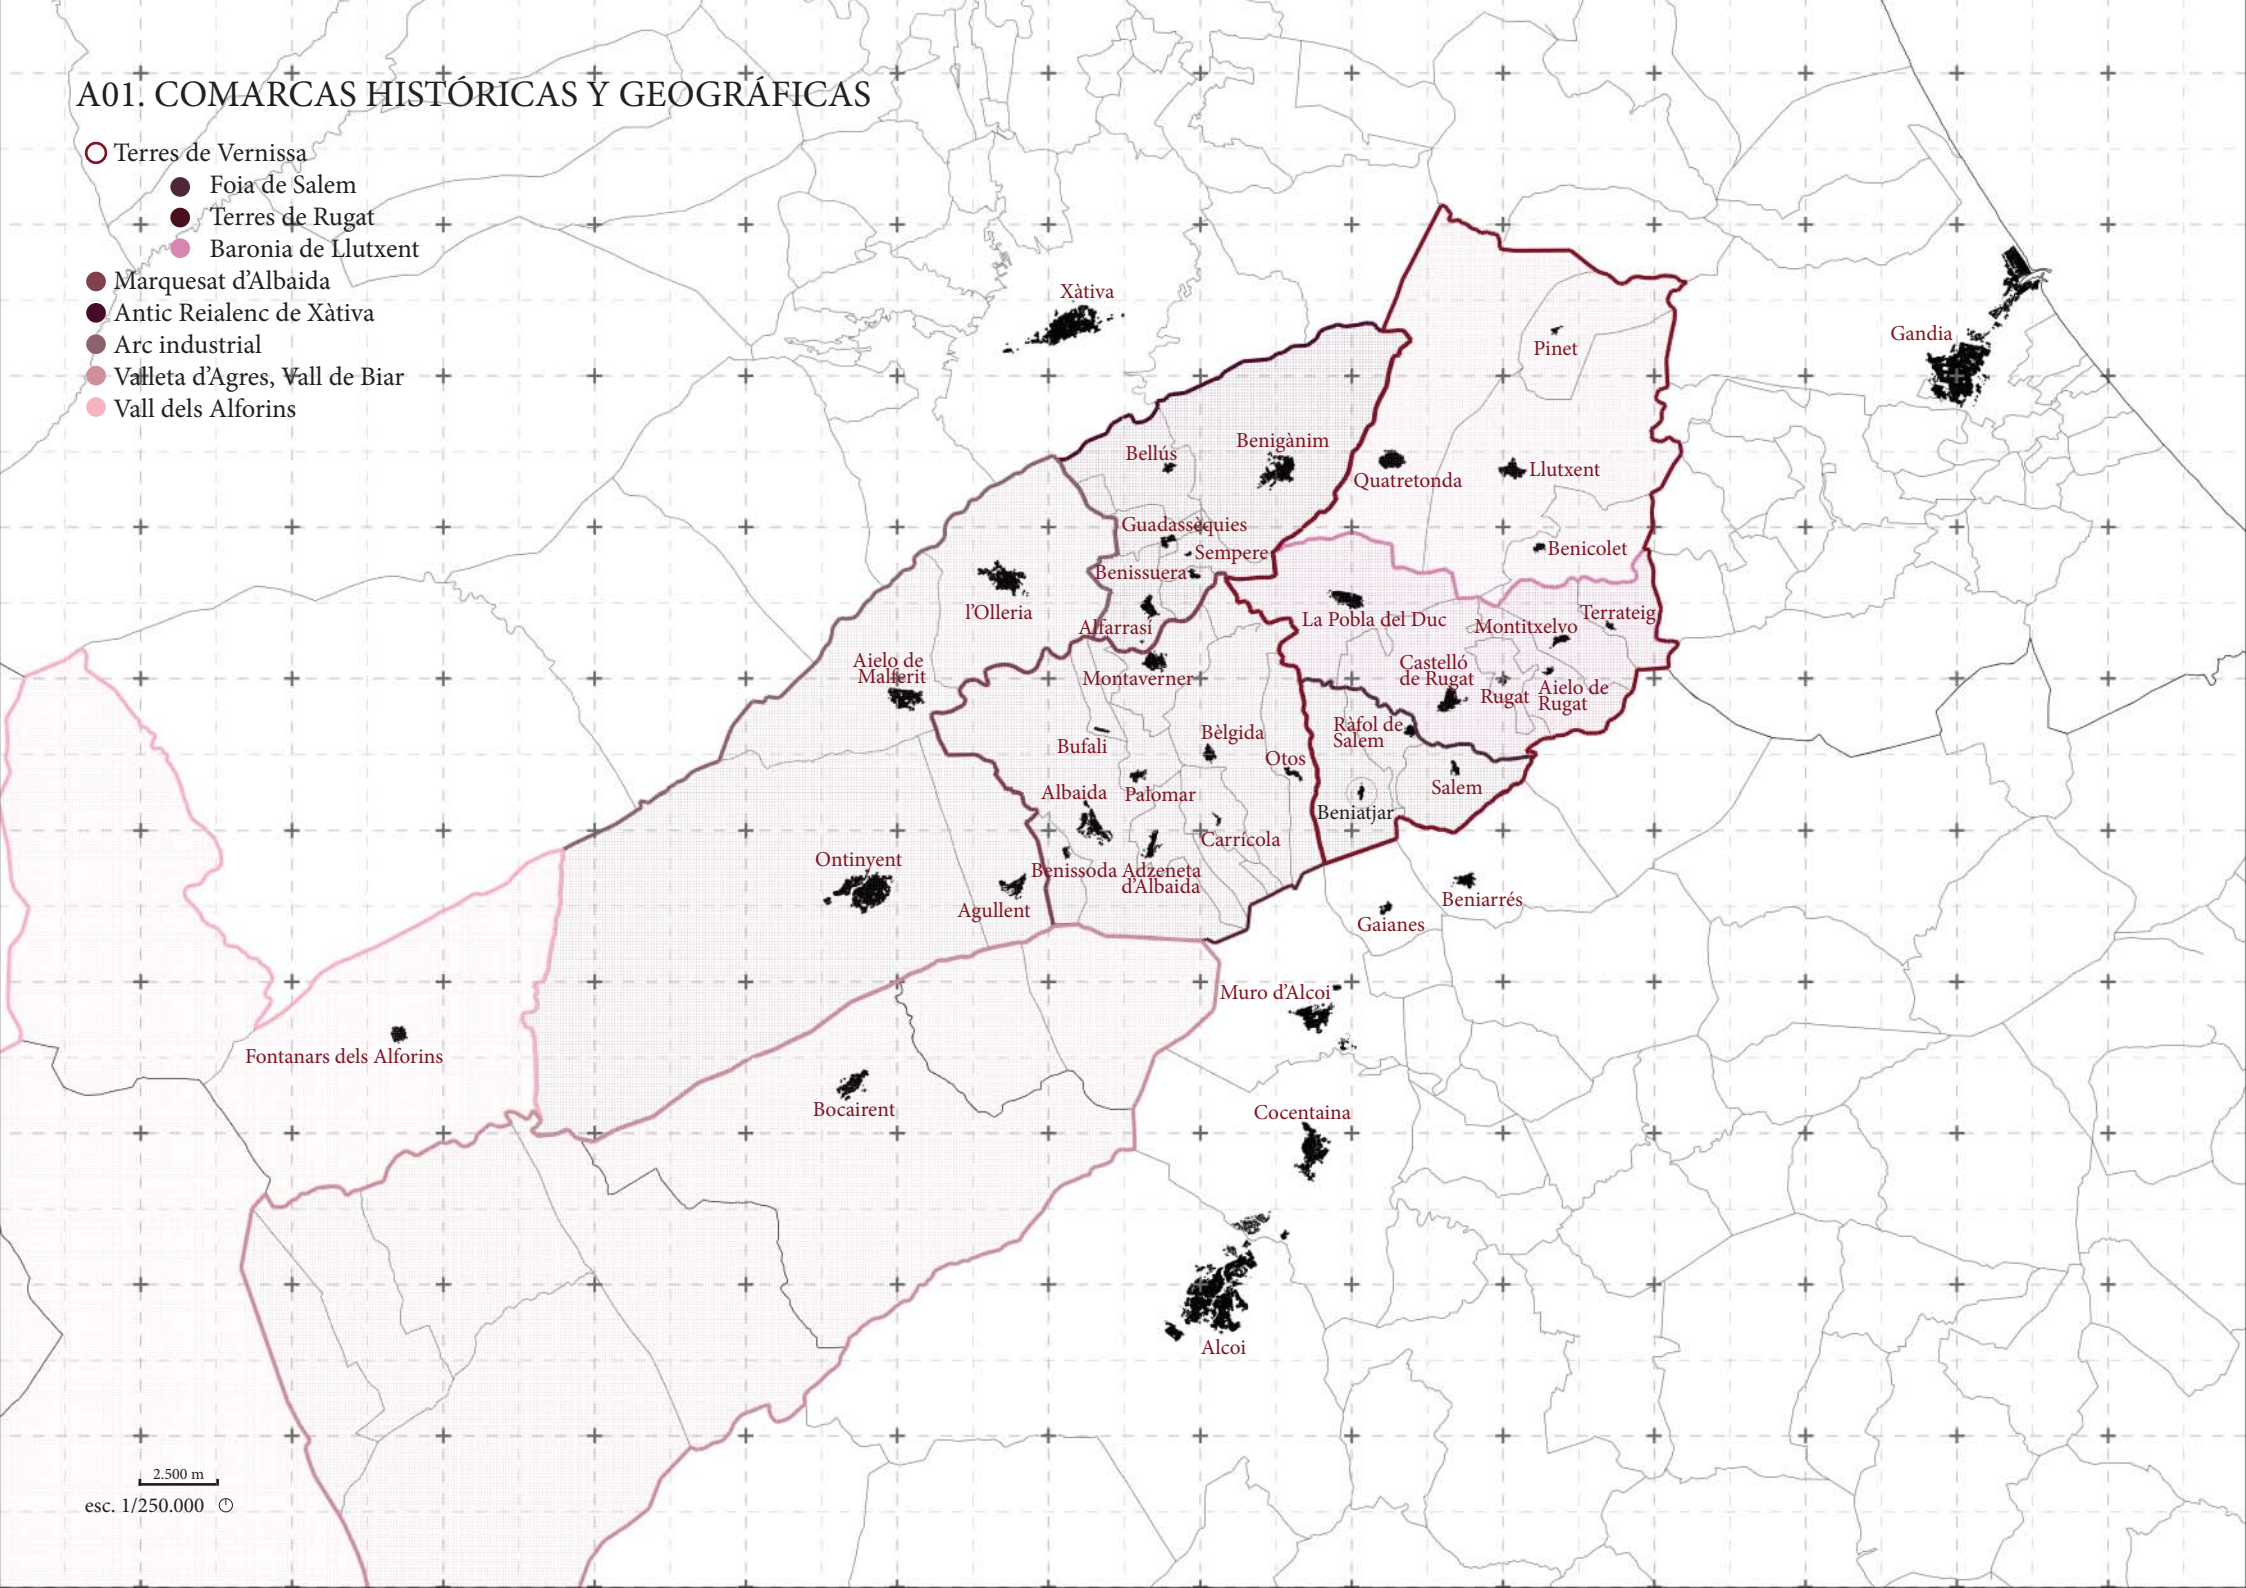 A01. COMARCAS HISTÓRICAS Y GEOGRÁFICAS
Terres de Vernissa
Foia de Salem
Terres de Rugat
Baronia de Llutxent
Marquesat d'Albaida
Antic Reialenc de Xàtiva
Arc industrial
Valleta d'Agres, Vall de Biar
Vall dels Alforins
Xàtiva
Gandia
Pinet
Benigànim
Bellús
Llutxent
Quatretonda
Guadassèquies
Sempere
Benicolet
Benissuera
l'Olleria
Terrateig
La Pobla del Duc
Montitxelvo
Alfarrasí
Aielo de
Malferit
Castelló
de Rugat
Montaverner
Rugat
Aielo de
Rugat
Ràfol de
Salem
Bèlgida
Bufali
Otos
Salem
Albaida
Palomar
Beniatjar
Carrícola
Ontinyent
Benissoda
Adzeneta
d'Albaida
Beniarrés
Agullent
Gaianes
Muro d'Alcoi
Fontanars dels Alforins
Bocairent
Cocentaina
Alcoi
2.500 m
esc. 1/250.000